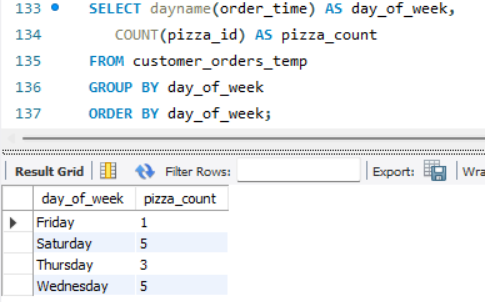 133 SELECT dayname(order_time) AS day_of_week,
134 COUNT(pizza_id) AS pizza_count
135 FROM customer_orders_temp
136 GROUP BY day_of_week
137 ORDER BY day_of_week;
Result Grid Filter Rows: Export: Wra
day_of_week pizza_count
Friday 1
Saturday 5
Thursday 3
Wednesday 5